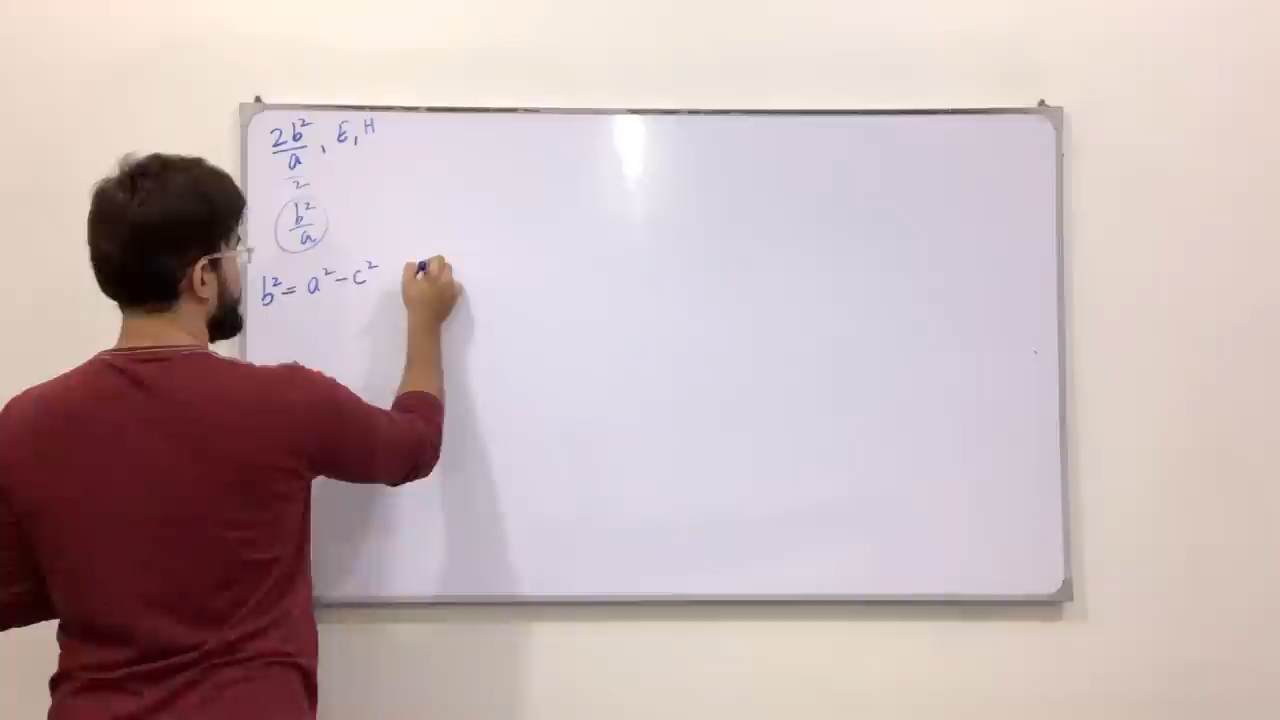 2b²/a , E, H
2
b²/a
b² = a² - c²